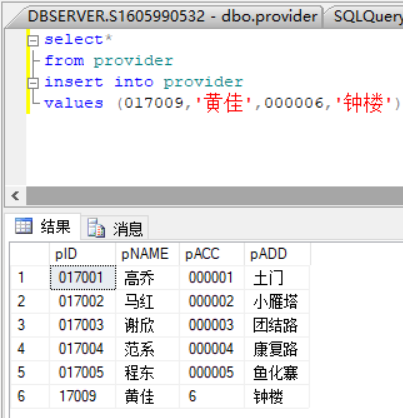 DBSERVER.S1605990532 - dbo.provider SQLQuery
select*
from provider
insert into provider
values (017009,'黄佳',000006,'钟楼')
结果 消息
pID pNAME pACC pADD
1 017001 高乔 000001 土门
2 017002 马红 000002 小雁塔
3 017003 谢欣 000003 团结路
4 017004 范系 000004 康复路
5 017005 程东 000005 鱼化寨
6 17009 黄佳 6 钟楼